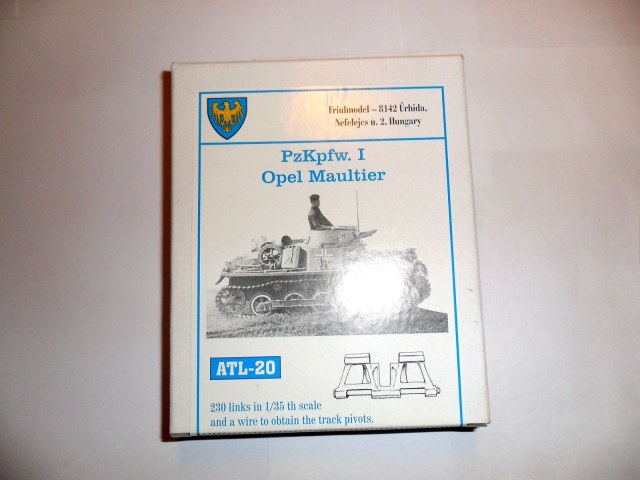 Friulmodel – 8142 Úrhida,
Nefelejcs u. 2. Hungary
PzKpfw. I
Opel Maultier
ATL-20
230 links in 1/35 th scale
and a wire to obtain the track pivots.